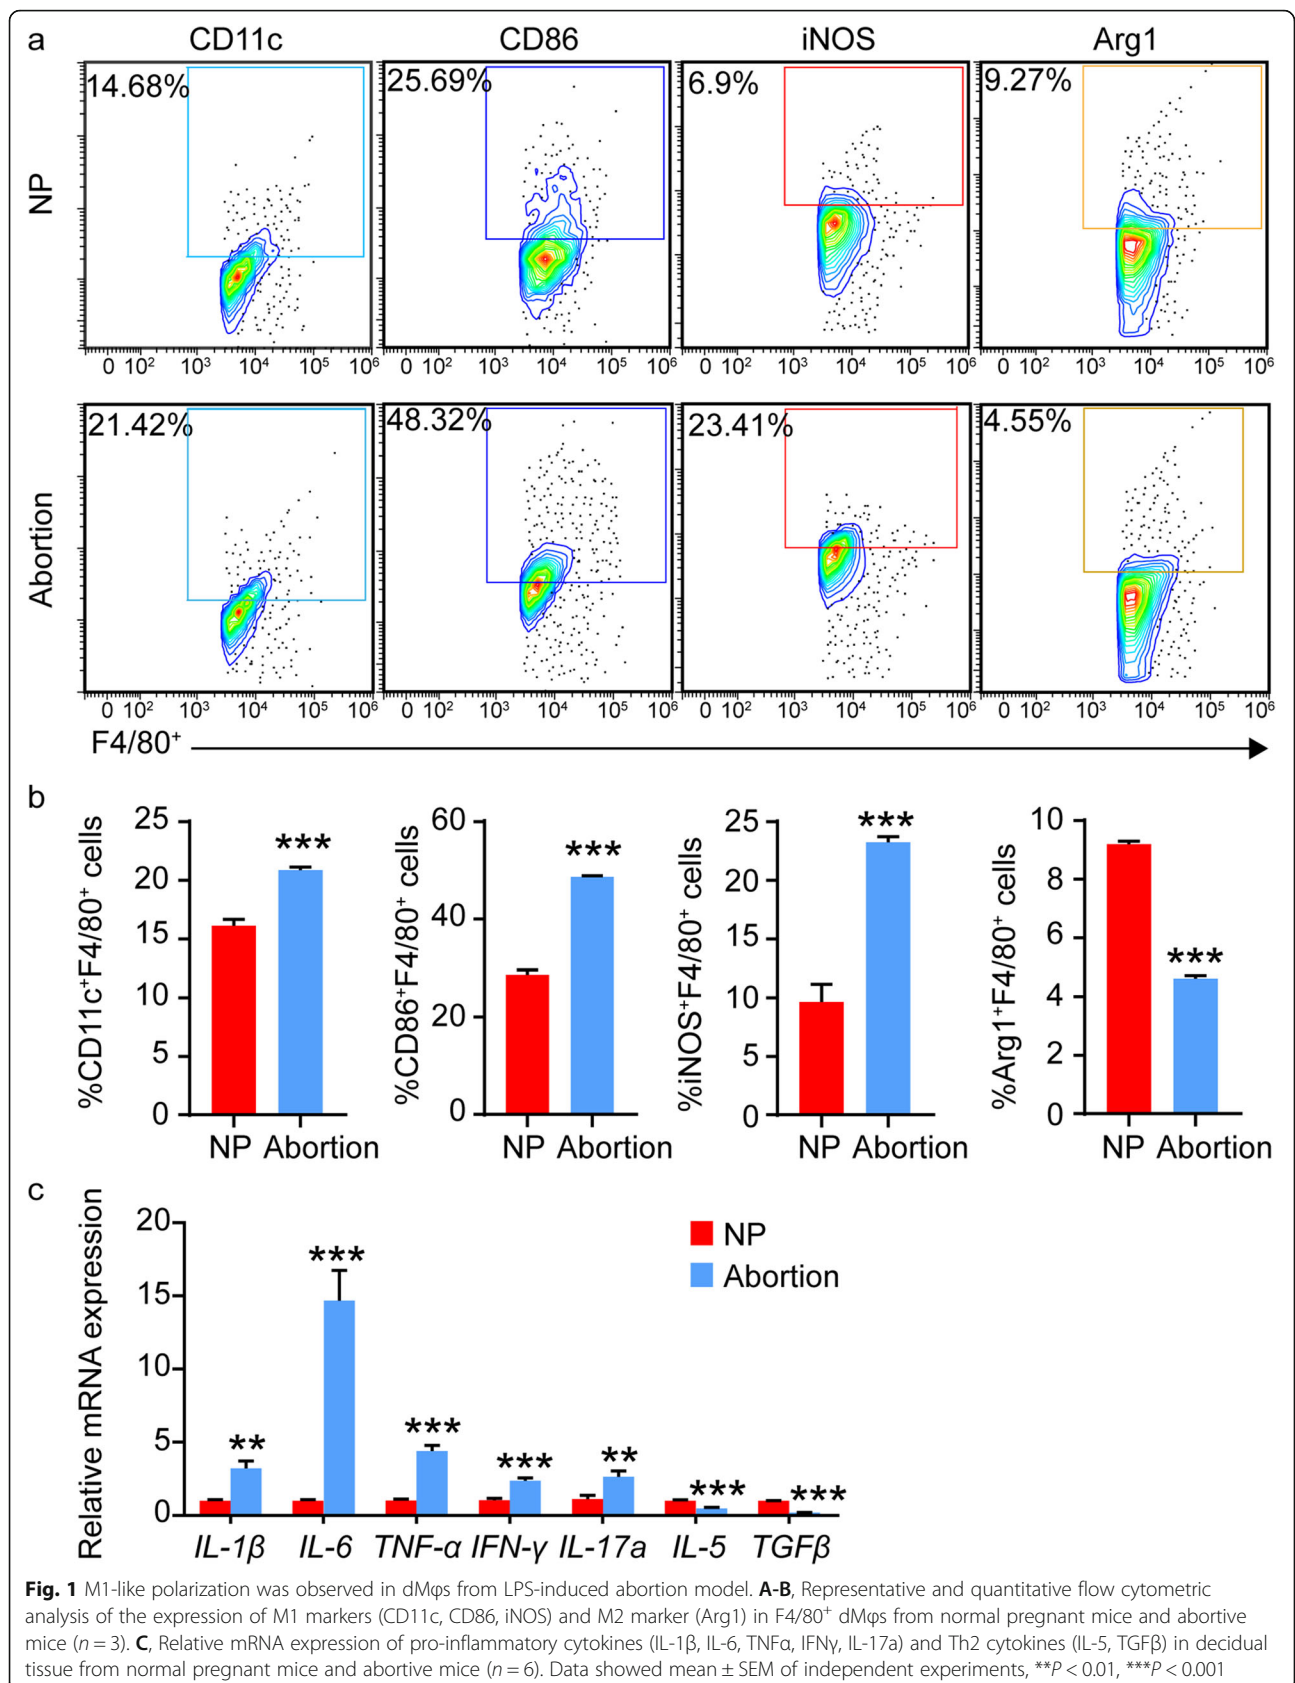 a
CD11c CD86 iNOS Arg1
NP
14.68% 25.69% 6.9% 9.27%
0 10² 10³ 10⁴ 10⁵ 10⁶ 0 10² 10³ 10⁴ 10⁵ 10⁶ 0 10² 10³ 10⁴ 10⁵ 10⁶ 0 10² 10³ 10⁴ 10⁵ 10⁶
Abortion
21.42% 48.32% 23.41% 4.55%
0 10² 10³ 10⁴ 10⁵ 10⁶ 0 10² 10³ 10⁴ 10⁵ 10⁶ 0 10² 10³ 10⁴ 10⁵ 10⁶ 0 10² 10³ 10⁴ 10⁵ 10⁶
F4/80⁺
b
%CD11c⁺F4/80⁺ cells
25
20
15
10
5
0
***
NP Abortion
%CD86⁺F4/80⁺ cells
60
40
20
0
***
NP Abortion
%iNOS⁺F4/80⁺ cells
25
20
15
10
5
0
***
NP Abortion
%Arg1⁺F4/80⁺ cells
10
8
6
4
2
0
***
NP Abortion
c
Relative mRNA expression
20
15
10
5
0
NP
Abortion
** *** *** *** ** *** ***
IL-1β IL-6 TNF-α IFN-γ IL-17a IL-5 TGFβ
Fig. 1 M1-like polarization was observed in dMφs from LPS-induced abortion model. A-B, Representative and quantitative flow cytometric
analysis of the expression of M1 markers (CD11c, CD86, iNOS) and M2 marker (Arg1) in F4/80⁺ dMφs from normal pregnant mice and abortive
mice (n = 3). C, Relative mRNA expression of pro-inflammatory cytokines (IL-1β, IL-6, TNFα, IFNγ, IL-17a) and Th2 cytokines (IL-5, TGFβ) in decidual
tissue from normal pregnant mice and abortive mice (n = 6). Data showed mean ± SEM of independent experiments, **P < 0.01, ***P < 0.001